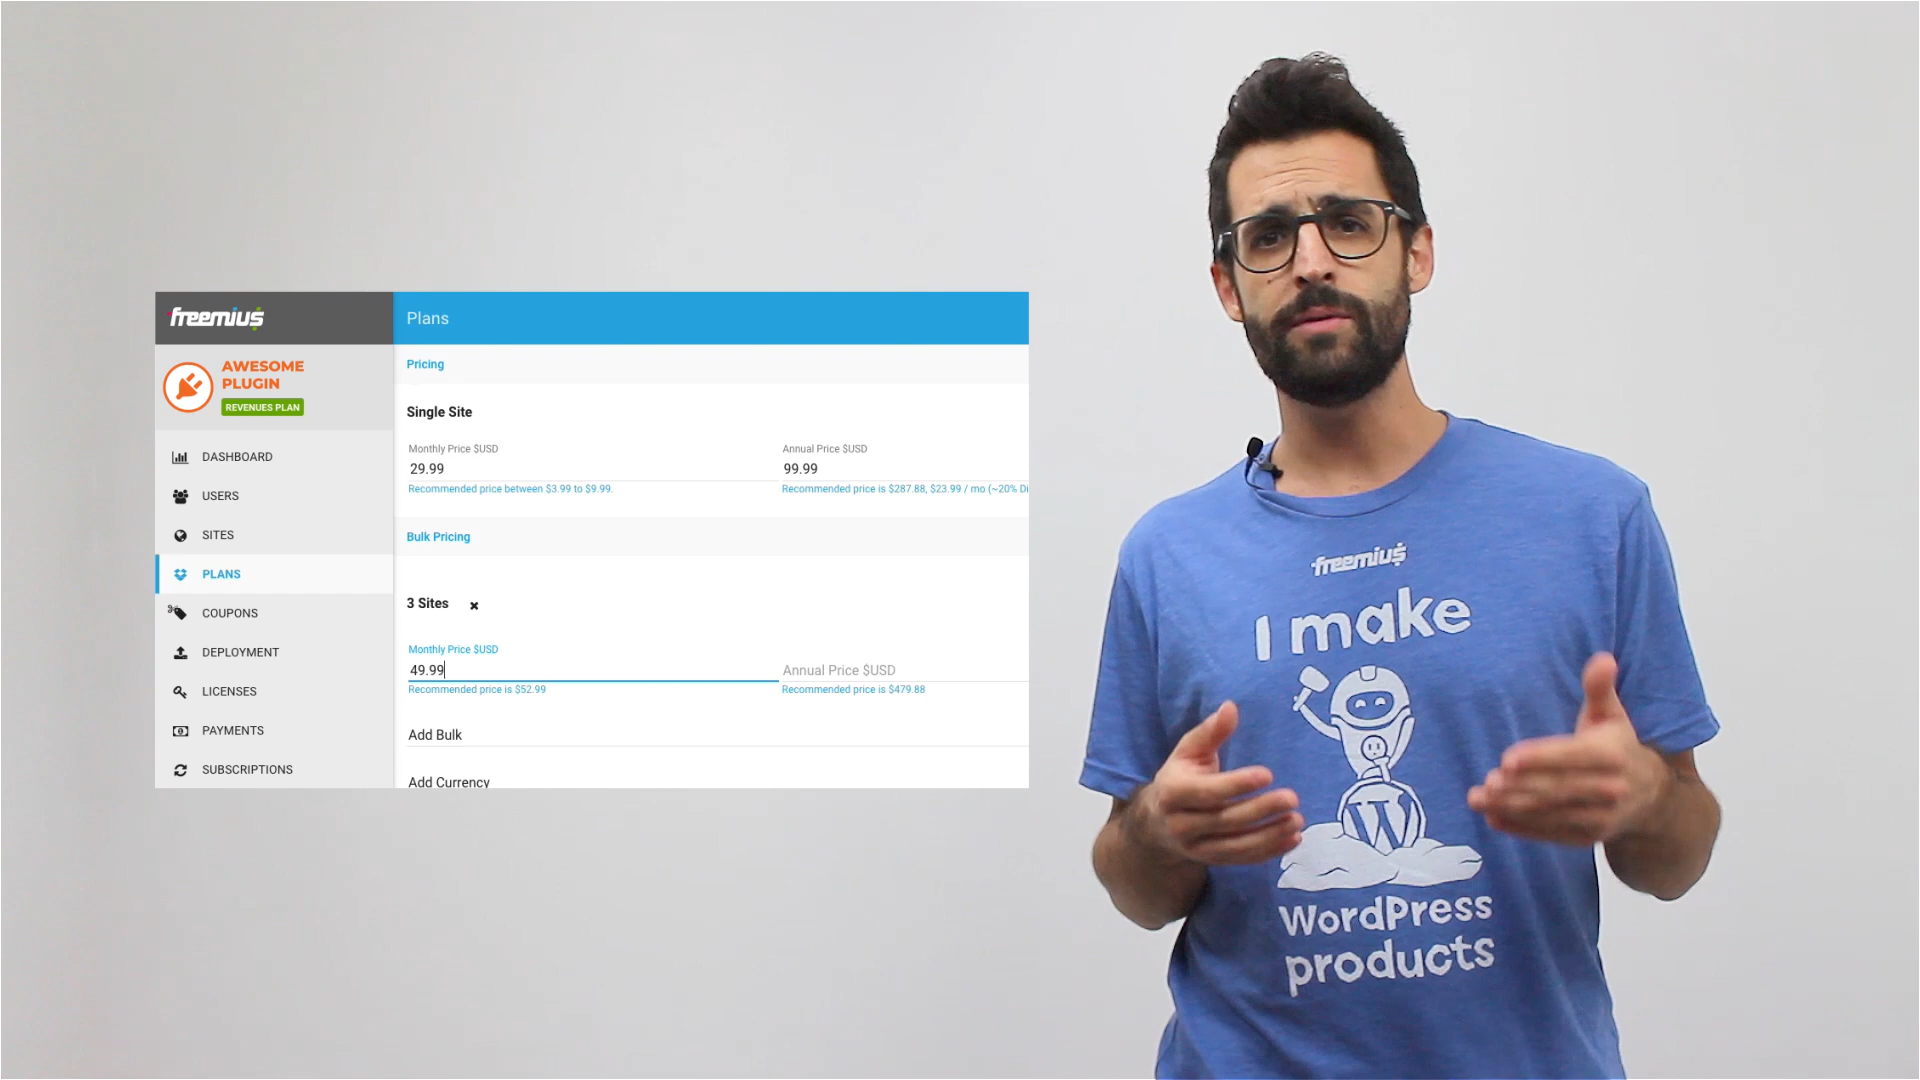 freemius
Plans
AWESOME
PLUGIN
REVENUES PLAN
DASHBOARD
USERS
SITES
PLANS
COUPONS
DEPLOYMENT
LICENSES
PAYMENTS
SUBSCRIPTIONS
Pricing
Single Site
Monthly Price $USD
29.99
Recommended price between $3.99 to $9.99.
Annual Price $USD
99.99
Recommended price is $287.88, $23.99 / mo (~20% Di
Bulk Pricing
3 Sites
Monthly Price $USD
49.99
Recommended price is $52.99
Annual Price $USD
Recommended price is $479.88
Add Bulk
Add Currency
freemius
I make
W
WordPress
products